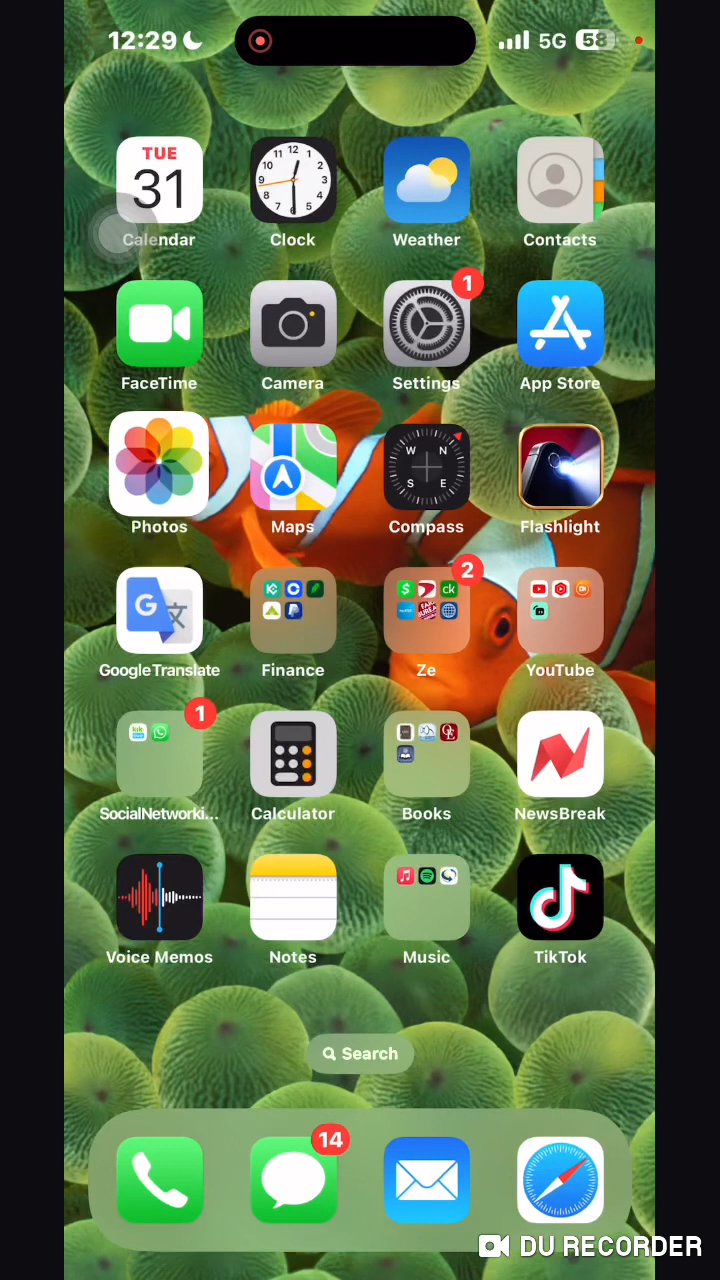 12:29 5G 58
TUE
31
Calendar Clock Weather Contacts
1
FaceTime Camera Settings App Store
W N
S E
Photos Maps Compass Flashlight
2
Google Translate Finance Ze YouTube
1
SocialNetworki... Calculator Books NewsBreak
Voice Memos Notes Music TikTok
Search
14
DU RECORDER